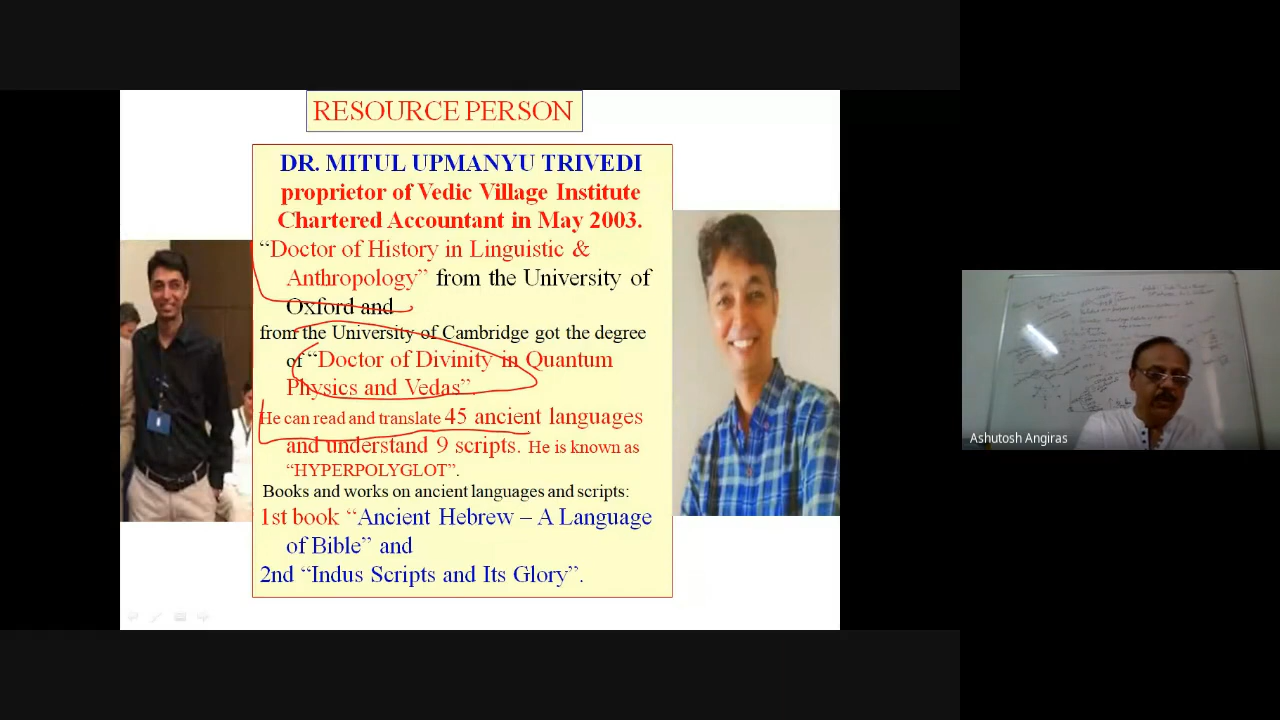 RESOURCE PERSON
DR. MITUL UPMANYU TRIVEDI
proprietor of Vedic Village Institute
Chartered Accountant in May 2003.
“Doctor of History in Linguistic &
Anthropology” from the University of
Oxford and
from the University of Cambridge got the degree
of “Doctor of Divinity in Quantum
Physics and Vedas”.
He can read and translate 45 ancient languages
and understand 9 scripts. He is known as
“HYPERPOLYGLOT”.
Books and works on ancient languages and scripts:
1st book “Ancient Hebrew – A Language
of Bible” and
2nd “Indus Scripts and Its Glory”.
Ashutosh Angiras